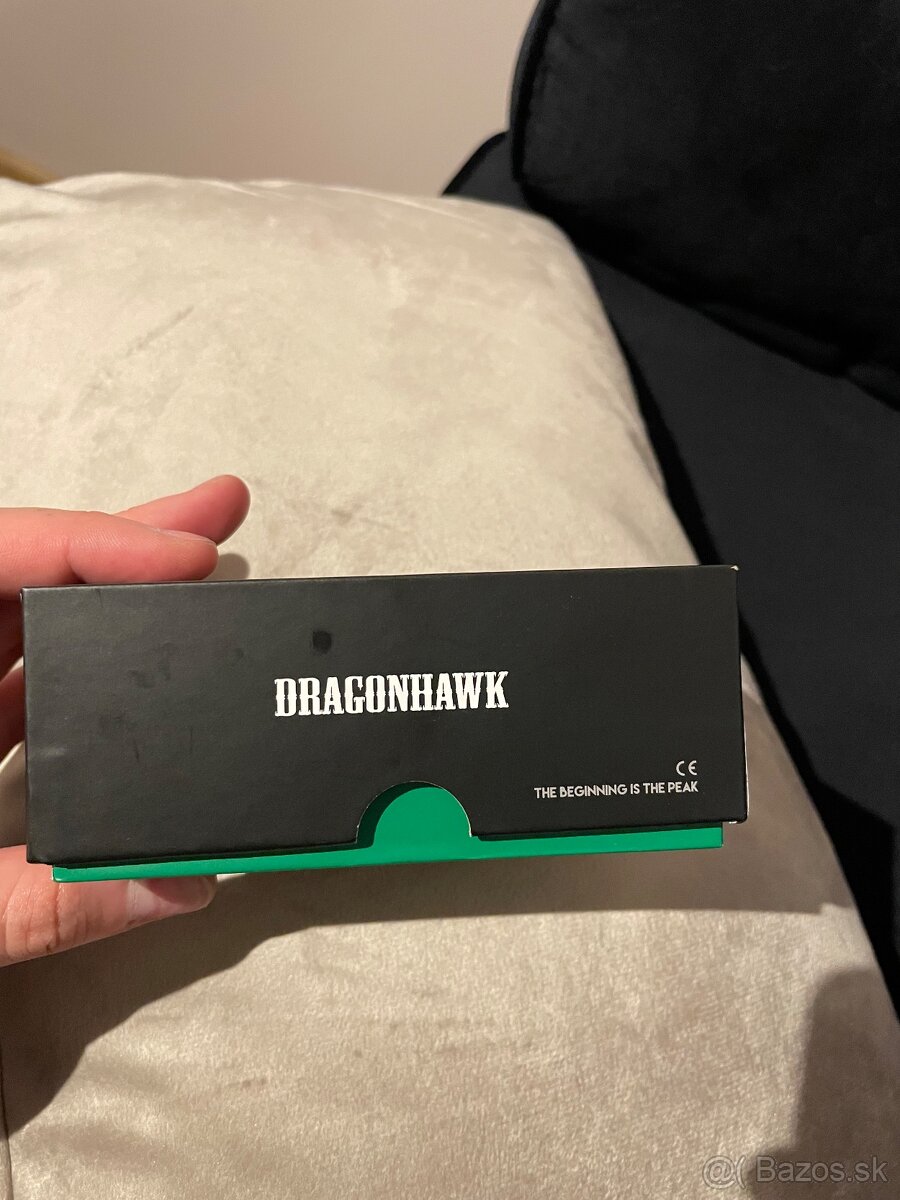 DRAGONHAWK
CE
THE BEGINNING IS THE PEAK
@( Bazos.sk